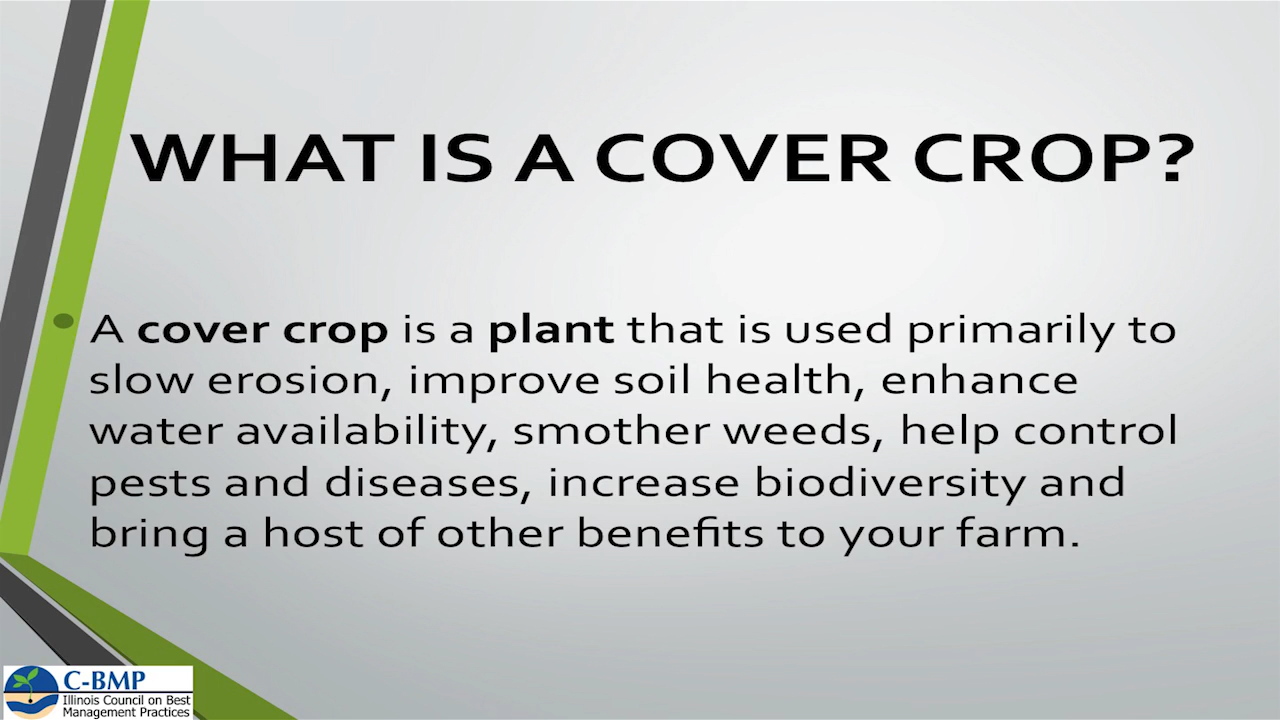 WHAT IS A COVER CROP?
• A cover crop is a plant that is used primarily to
slow erosion, improve soil health, enhance
water availability, smother weeds, help control
pests and diseases, increase biodiversity and
bring a host of other benefits to your farm.
C-BMP
Illinois Council on Best
Management Practices